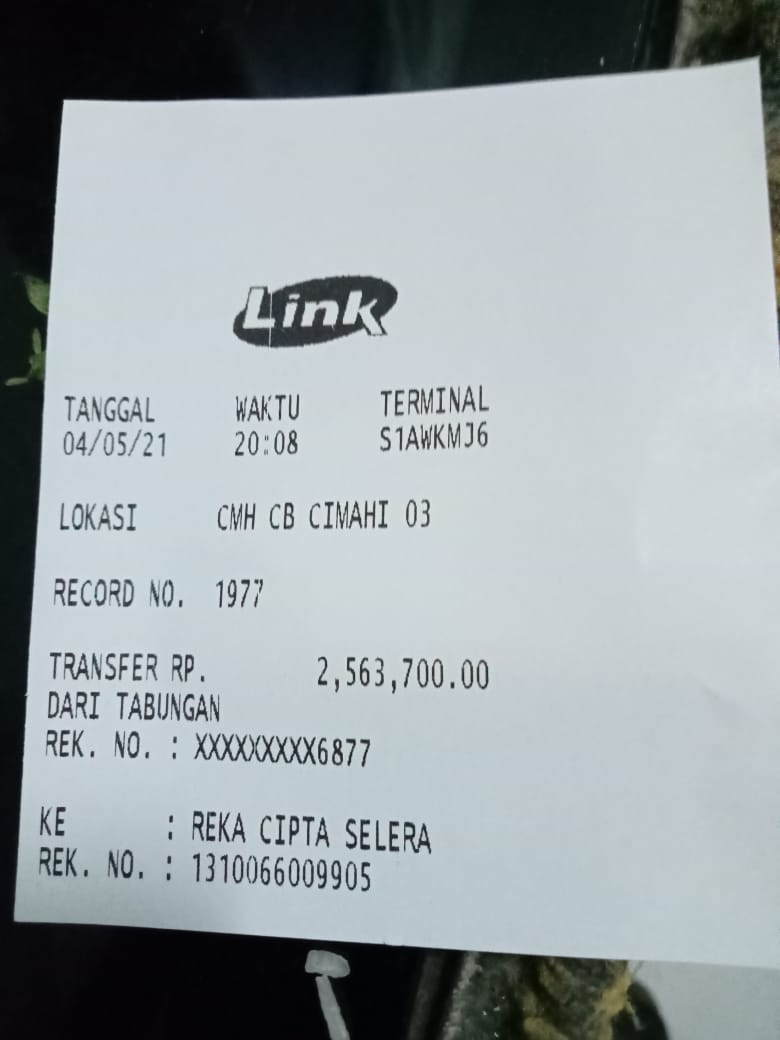 Link
TANGGAL WAKTU TERMINAL
04/05/21 20:08 S1AWKMJ6
LOKASI CMH CB CIMAHI 03
RECORD NO. 1977
TRANSFER RP. 2,563,700.00
DARI TABUNGAN
REK. NO. : XXXXXXXXX6877
KE : REKA CIPTA SELERA
REK. NO. : 1310066009905